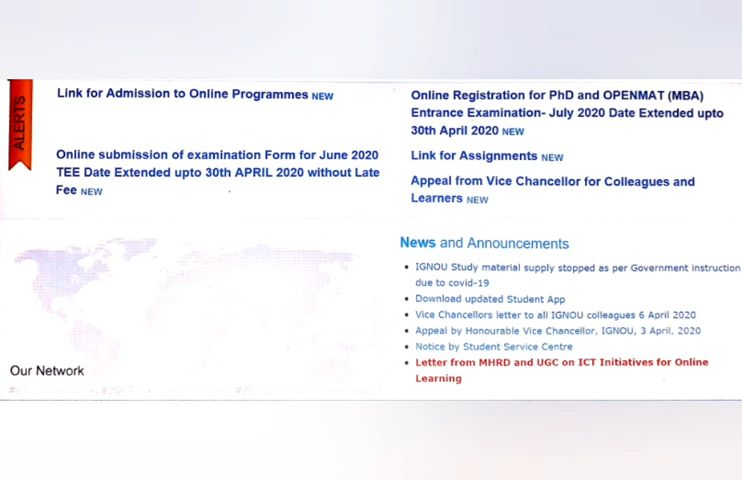 ALERTS
Link for Admission to Online Programmes NEW
Online submission of examination Form for June 2020
TEE Date Extended upto 30th APRIL 2020 without Late
Fee NEW
Online Registration for PhD and OPENMAT (MBA)
Entrance Examination- July 2020 Date Extended upto
30th April 2020 NEW
Link for Assignments NEW
Appeal from Vice Chancellor for Colleagues and
Learners NEW
Our Network
News and Announcements
IGNOU Study material supply stopped as per Government instruction
due to covid-19
Download updated Student App
Vice Chancellors letter to all IGNOU colleagues 6 April 2020
Appeal by Honourable Vice Chancellor, IGNOU, 3 April, 2020
Notice by Student Service Centre
Letter from MHRD and UGC on ICT Initiatives for Online
Learning